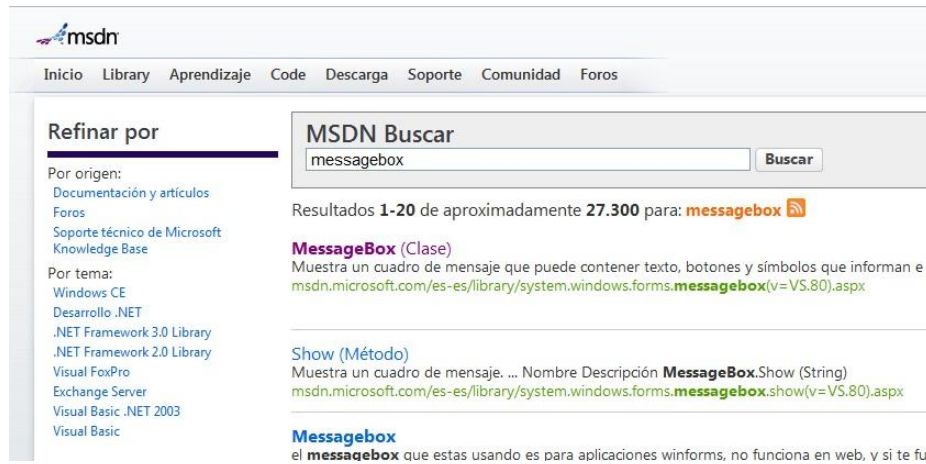 msdn
Inicio Library Aprendizaje Code Descarga Soporte Comunidad Foros
Refinar por
Por origen:
Documentación y artículos
Foros
Soporte técnico de Microsoft
Knowledge Base
Por tema:
Windows CE
Desarrollo .NET
.NET Framework 3.0 Library
.NET Framework 2.0 Library
Visual FoxPro
Exchange Server
Visual Basic .NET 2003
Visual Basic
MSDN Buscar
messagebox Buscar
Resultados 1-20 de aproximadamente 27.300 para: messagebox
MessageBox (Clase)
Muestra un cuadro de mensaje que puede contener texto, botones y símbolos que informan e
msdn.microsoft.com/es-es/library/system.windows.forms.messagebox(v=VS.80).aspx
Show (Método)
Muestra un cuadro de mensaje. ... Nombre Descripción MessageBox.Show (String)
msdn.microsoft.com/es-es/library/system.windows.forms.messagebox.show(v=VS.80).aspx
Messagebox
el messagebox que estas usando es para aplicaciones winforms, no funciona en web, y si te fu